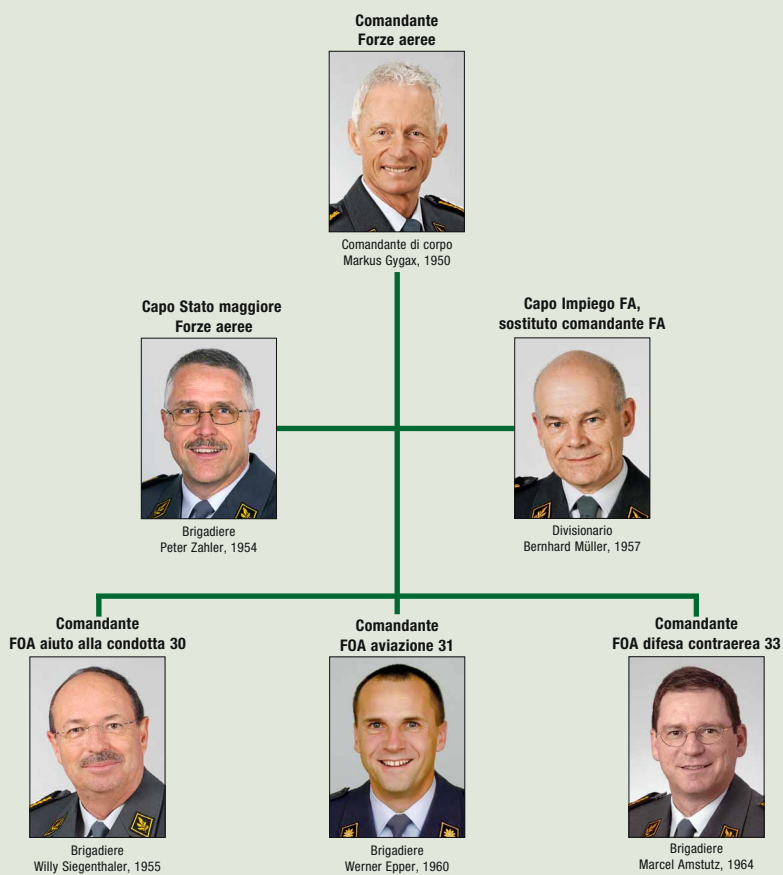 Comandante
Forze aeree
Comandante di corpo
Markus Gygax, 1950
Capo Stato maggiore
Forze aeree
Brigadiere
Peter Zahler, 1954
Capo Impiego FA,
sostituto comandante FA
Divisionario
Bernhard Müller, 1957
Comandante
FOA aiuto alla condotta 30
Brigadiere
Willy Siegenthaler, 1955
Comandante
FOA aviazione 31
Brigadiere
Werner Epper, 1960
Comandante
FOA difesa contraerea 33
Brigadiere
Marcel Amstutz, 1964